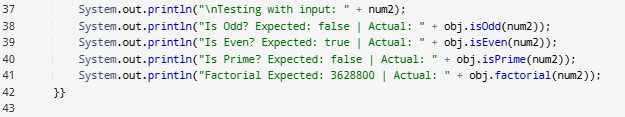 37 System.out.println("\nTesting with input: " + num2);
38 System.out.println("Is Odd? Expected: false | Actual: " + obj.isOdd(num2));
39 System.out.println("Is Even? Expected: true | Actual: " + obj.isEven(num2));
40 System.out.println("Is Prime? Expected: false | Actual: " + obj.isPrime(num2));
41 System.out.println("Factorial Expected: 3628800 | Actual: " + obj.factorial(num2));
42 }}
43